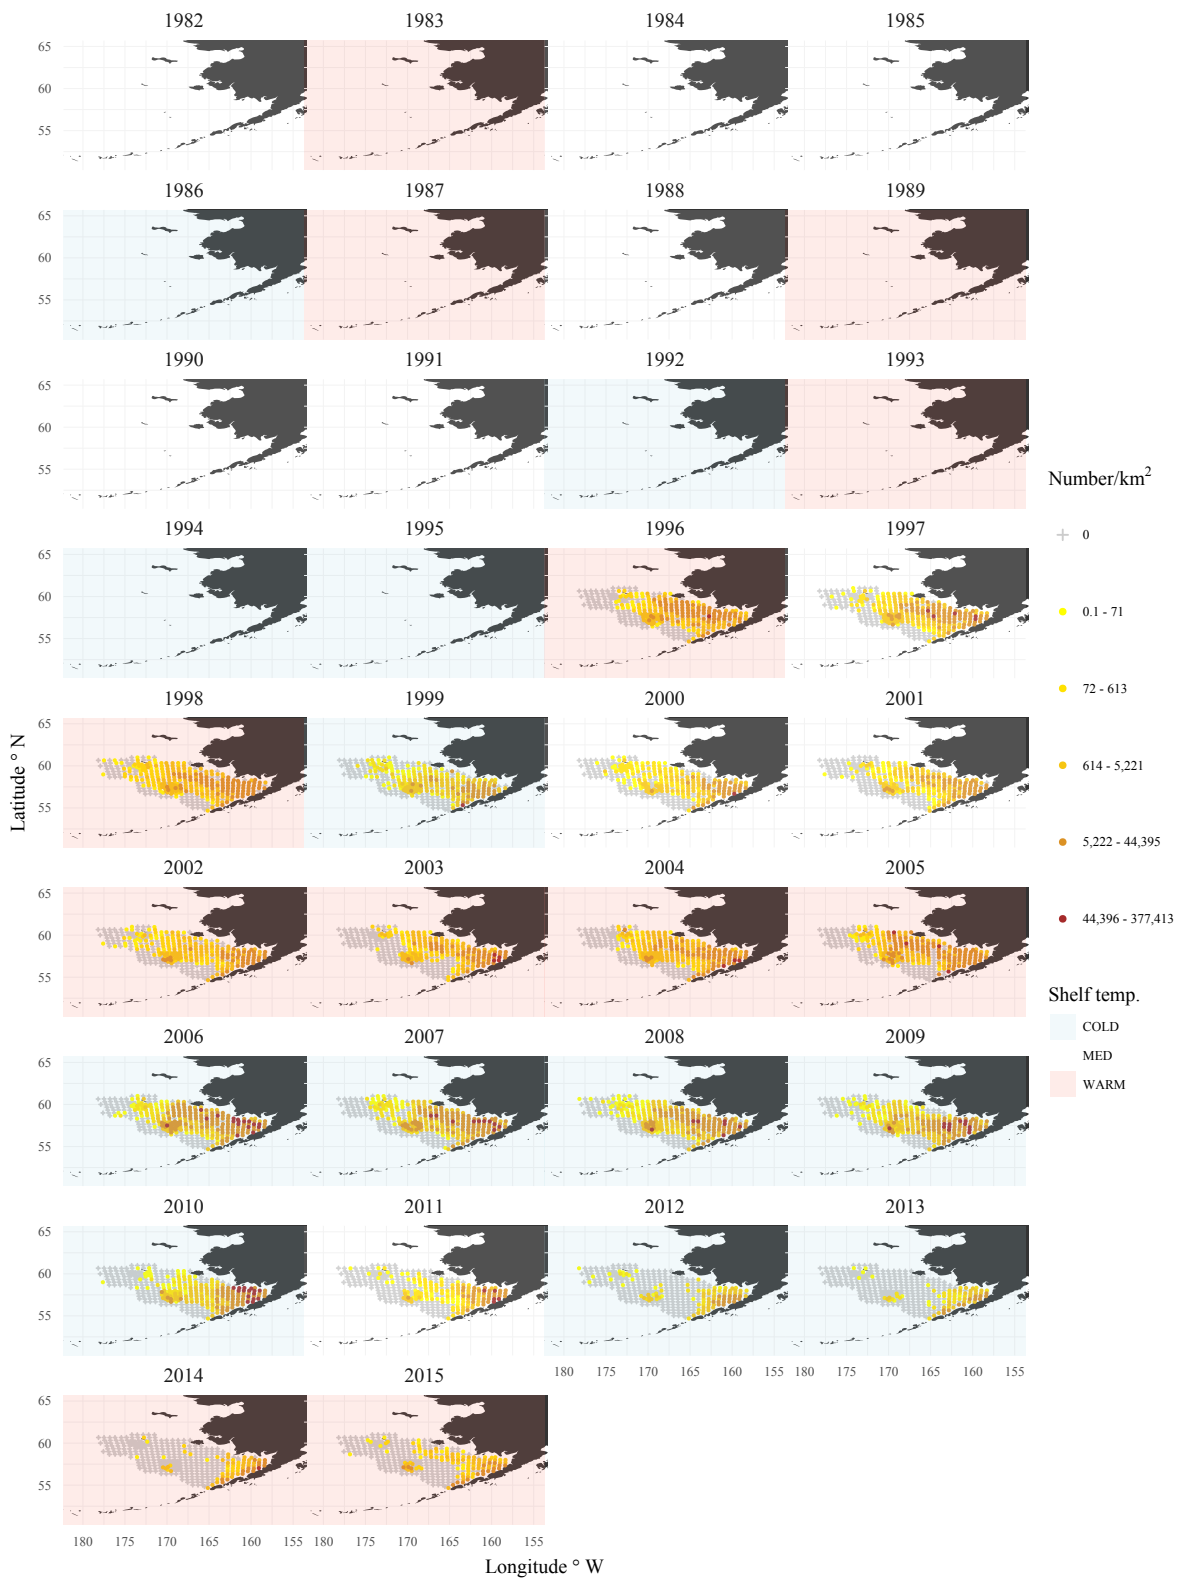 1982 1983 1984 1985
65
60
55
1986 1987 1988 1989
65
60
55
1990 1991 1992 1993
65
60
55
1994 1995 1996 1997
65
60
55
1998 1999 2000 2001
65
60
55
2002 2003 2004 2005
65
60
55
2006 2007 2008 2009
65
60
55
2010 2011 2012 2013
65
60
55
180 175 170 165 160 155 180 175 170 165 160 155
2014 2015
65
60
55
180 175 170 165 160 155 180 175 170 165 160 155
Longitude ° W
Latitude ° N
Number/km²
0
0.1 - 71
72 - 613
614 - 5,221
5,222 - 44,395
44,396 - 377,413
Shelf temp.
COLD
MED
WARM